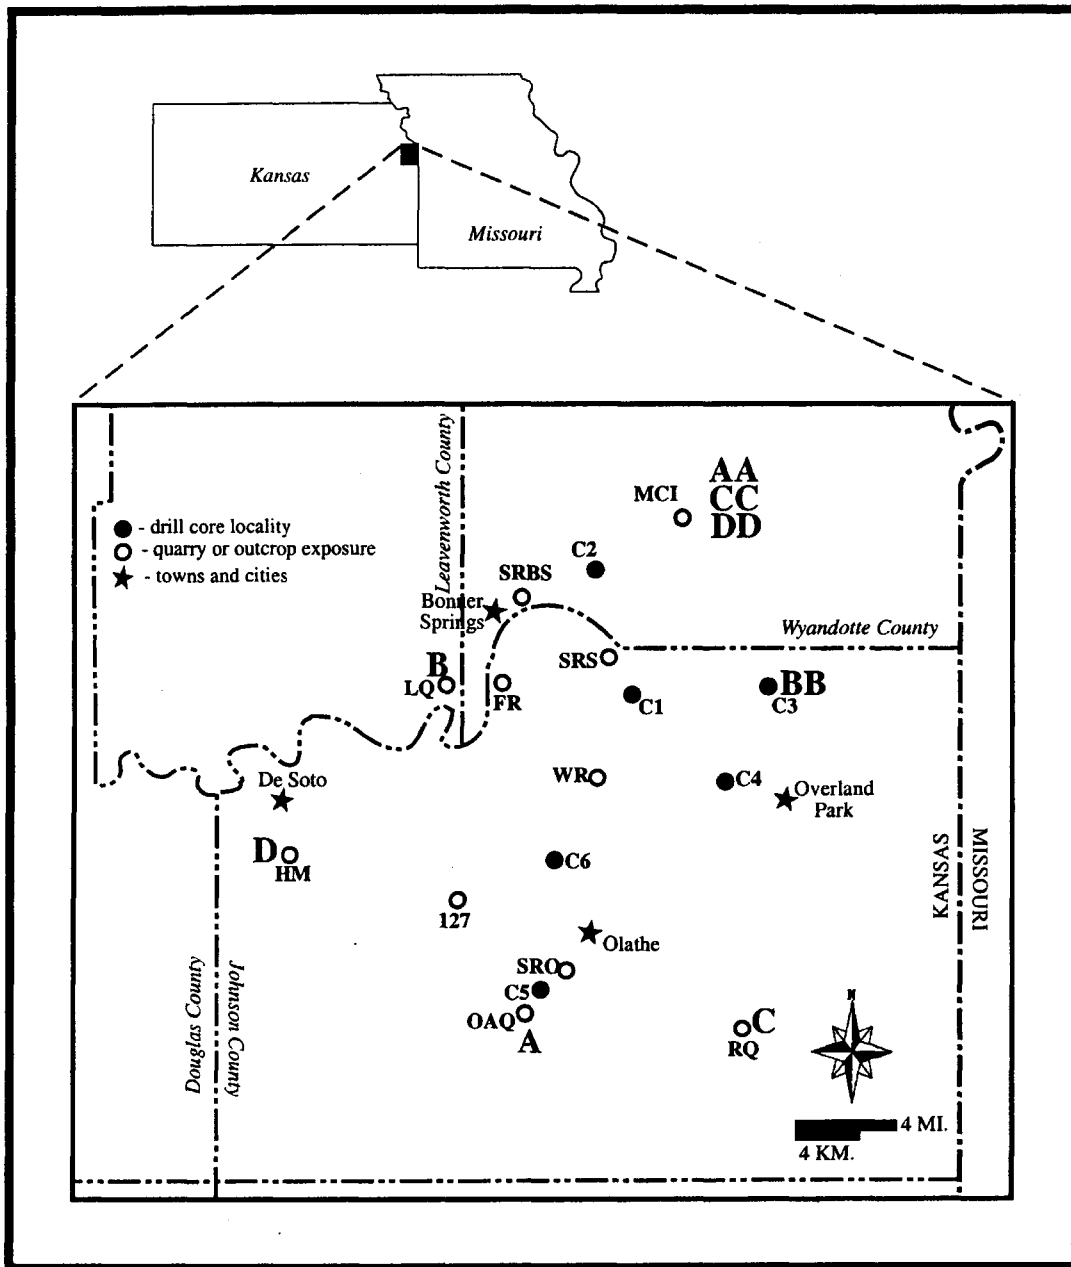 Kansas
Missouri
Leavenworth County
AA
MCI
CC
DD
- drill core locality
- quarry or outcrop exposure
- towns and cities
C2
SRBS
Bonner
Springs
Wyandotte County
SRS
B
LQ
FR
C1
BB
C3
De Soto
WR
C4
Overland
Park
D
HM
C6
KANSAS
MISSOURI
127
Olathe
SRO
C5
OAQ
A
C
RQ
Douglas County
Johnson County
N
4 MI.
4 KM.